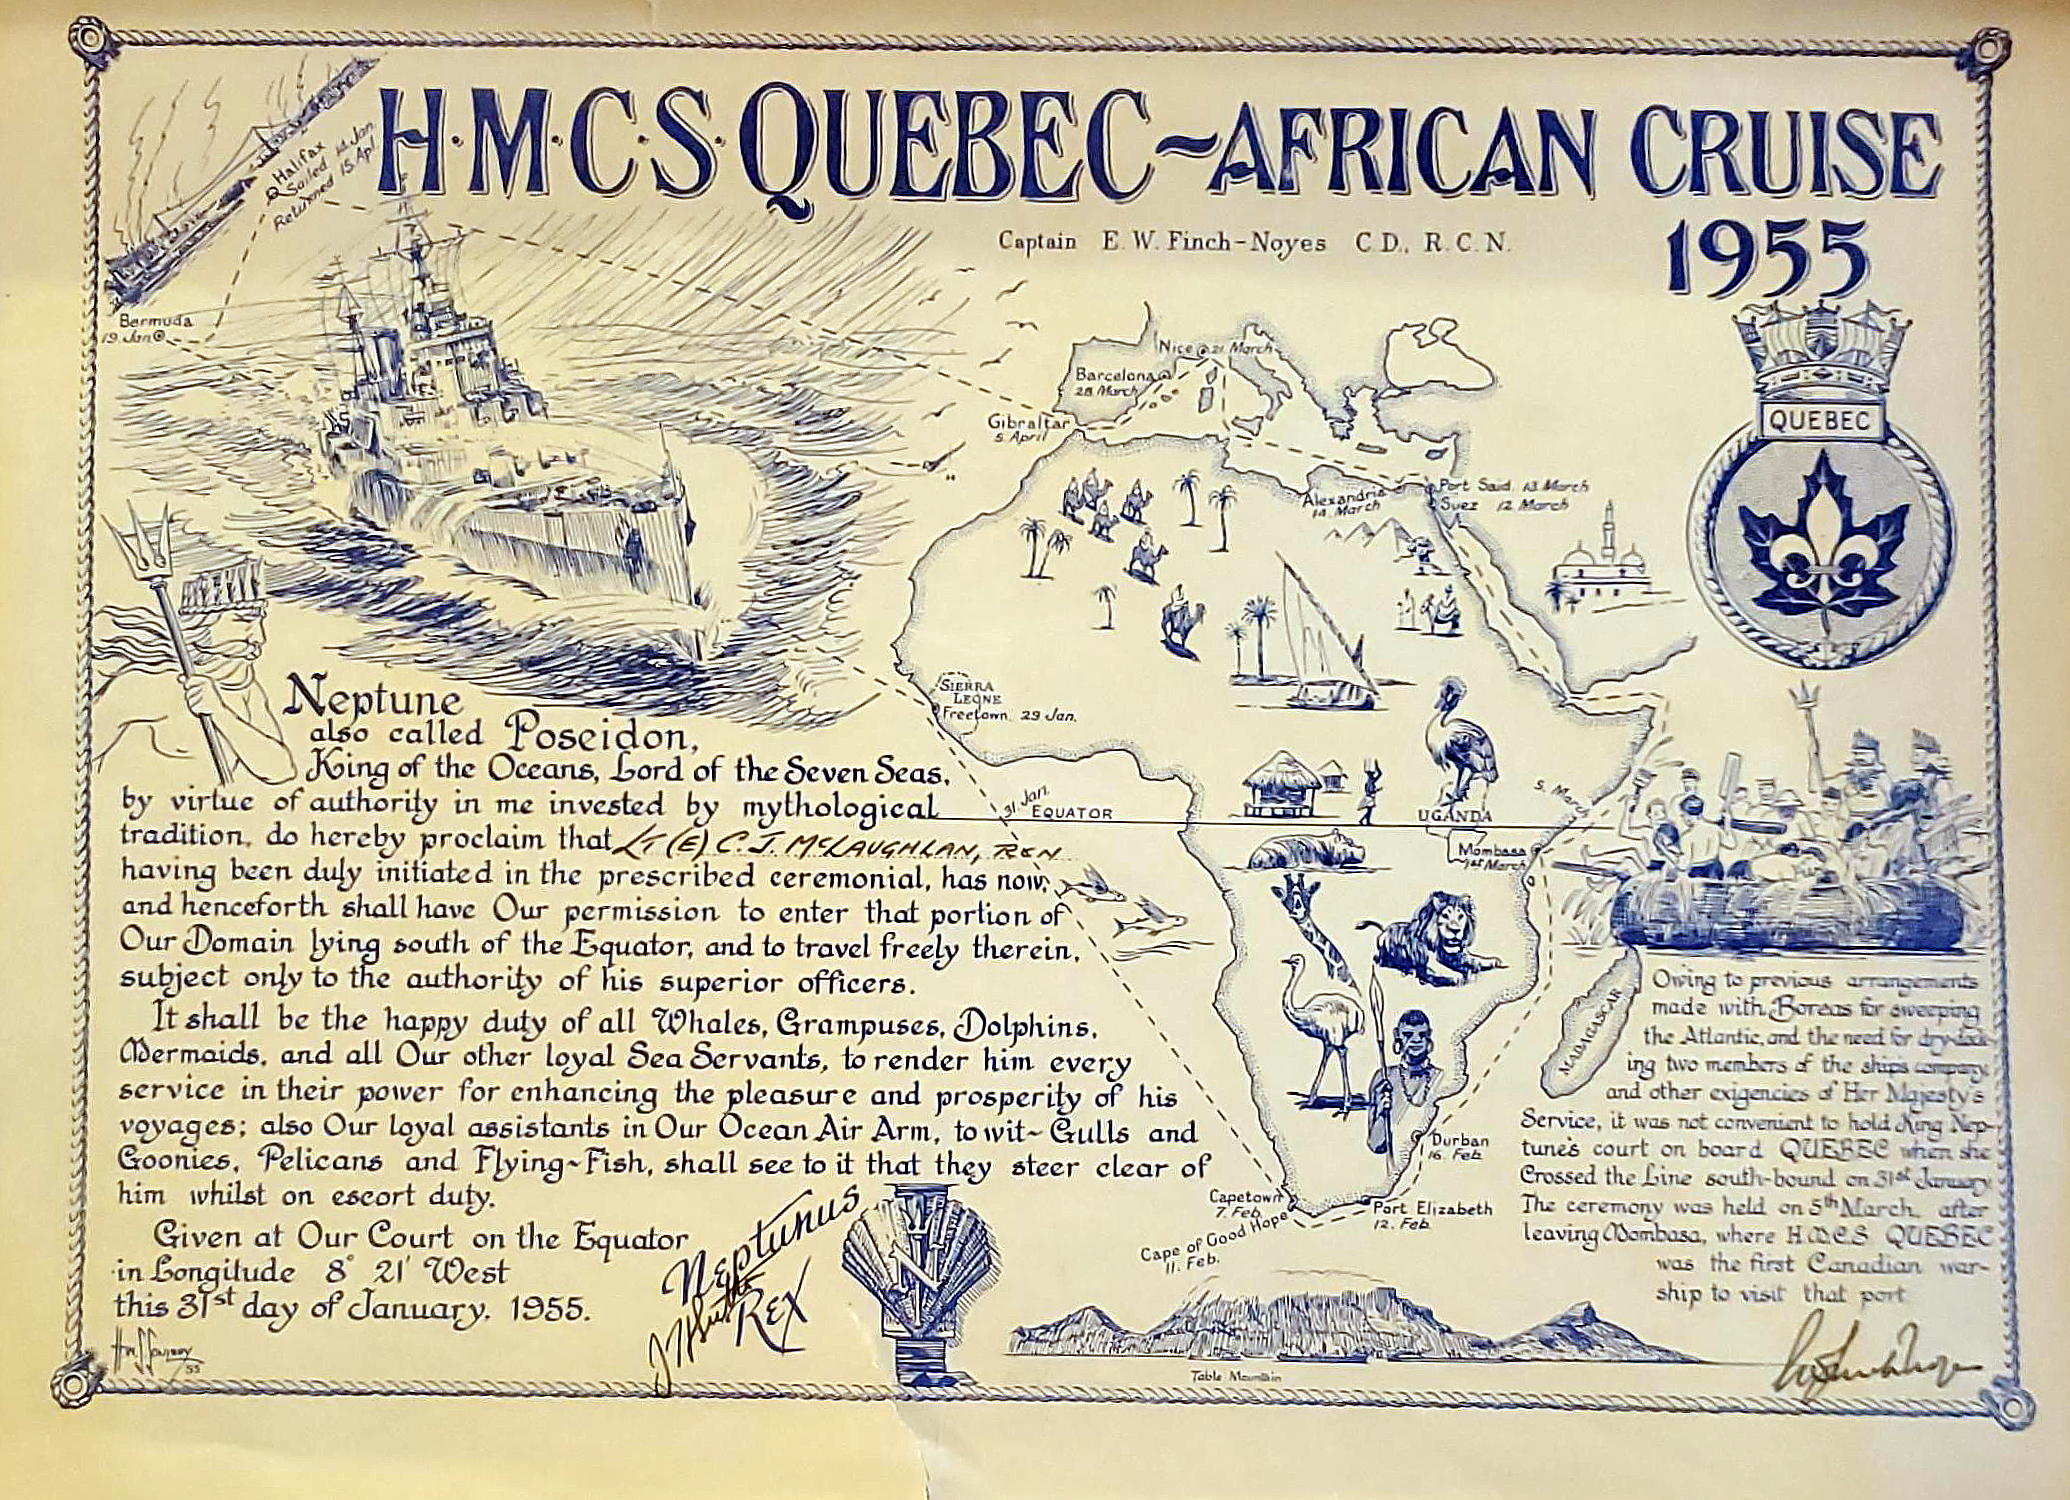 H·M·C·S·QUEBEC~AFRICAN CRUISE
1955
Captain E. W. Finch-Noyes C.D., R.C.N.
Halifax
Sailed 14. Jan.
Returned 15. Apl.
Bermuda
19. Jan
Nice 21 March
Barcelona
28 March
Gibraltar
5 April
Alexandria
14. March
Port Said. 13 March
Suez 12 March
QUEBEC
SIERRA
LEONE
Freetown. 29 Jan.
31. Jan.
EQUATOR
UGANDA
5. March
Mombasa
1st March
MADAGASCAR
Durban
16. Feb.
Port Elizabeth
12. Feb.
Capetown
7. Feb.
Cape of Good Hope
11. Feb.
Table Mountain
Neptune
also called Poseidon,
King of the Oceans, Lord of the Seven Seas,
by virtue of authority in me invested by mythological
tradition, do hereby proclaim that LT (E) C. J. MCLAUGHLAN, RCN
having been duly initiated in the prescribed ceremonial, has now,
and henceforth shall have Our permission to enter that portion of
Our Domain lying south of the Equator, and to travel freely therein,
subject only to the authority of his superior officers.
It shall be the happy duty of all Whales, Grampuses, Dolphins,
Mermaids, and all Our other loyal Sea Servants, to render him every
service in their power for enhancing the pleasure and prosperity of his
voyages; also Our loyal assistants in Our Ocean Air Arm, to wit~ Gulls and
Goonies, Pelicans and Flying~Fish, shall see to it that they steer clear of
him whilst on escort duty.
Given at Our Court on the Equator
in Longitude 8° 21' West
this 31st day of January, 1955.
Neptunus
REX
N
'55
Owing to previous arrangements
made with Boreas for sweeping
the Atlantic, and the need for dry-dock-
ing two members of the ships company,
and other exigencies of Her Majesty's
Service, it was not convenient to hold King Nep-
tune's court on board QUEBEC when she
Crossed the Line south-bound on 31st January.
The ceremony was held on 5th March, after
leaving Mombasa, where H.M.C.S QUEBEC
was the first Canadian war-
ship to visit that port.